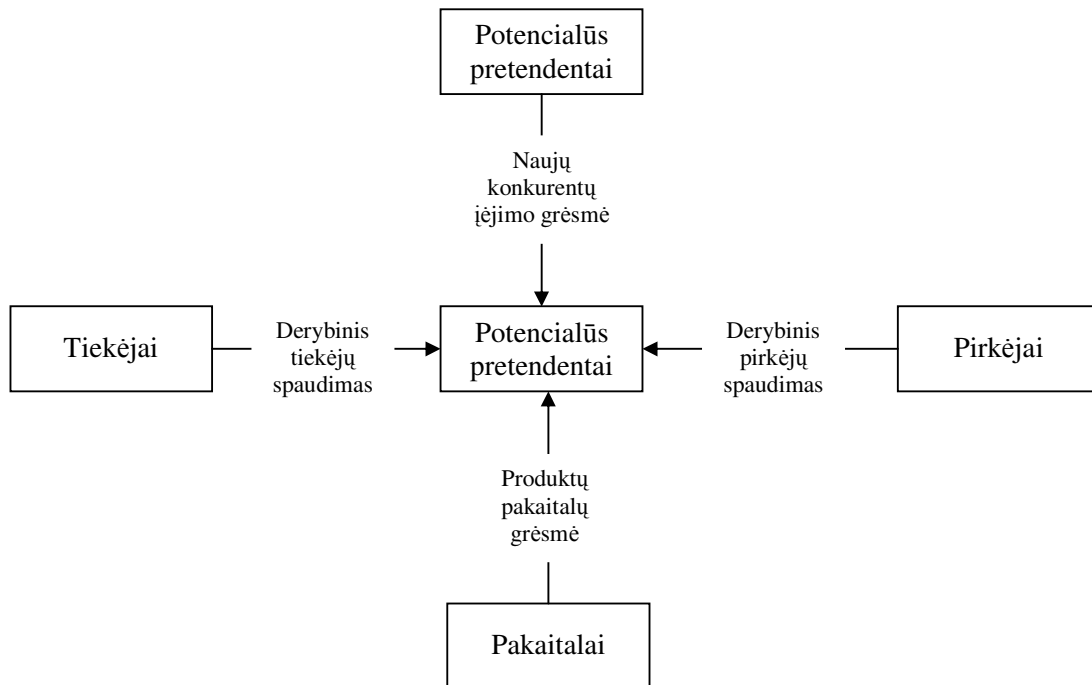 Potencialūs
pretendentai
Naujų
konkurentų
įėjimo grėsmė
Tiekėjai
Derybinis
tiekėjų
spaudimas
Potencialūs
pretendentai
Derybinis
pirkėjų
spaudimas
Pirkėjai
Produktų
pakaitalų
grėsmė
Pakaitalai